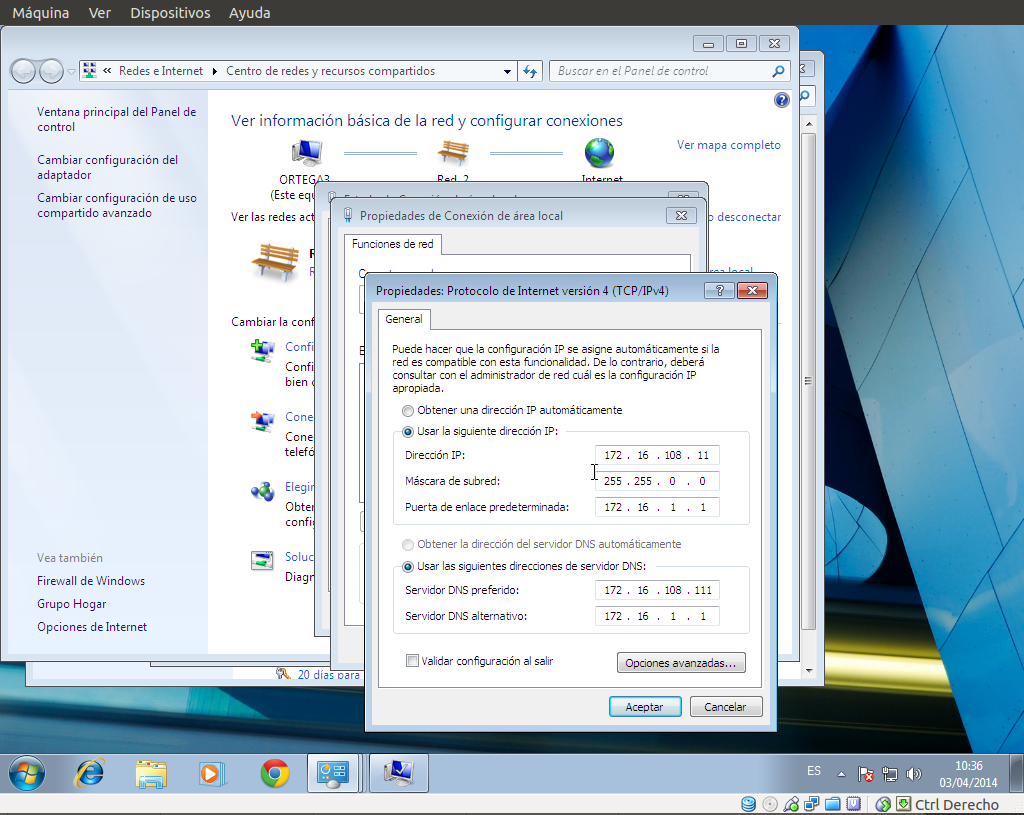 Máquina Ver Dispositivos Ayuda
« Redes e Internet Centro de redes y recursos compartidos
Buscar en el Panel de control
Ventana principal del Panel de
control
Cambiar configuración del
adaptador
Cambiar configuración de uso
compartido avanzado
Vea también
Firewall de Windows
Grupo Hogar
Opciones de Internet
Ver información básica de la red y configurar conexiones
Ver mapa completo
ORTEGA3
(Este equ
Red 2
Internet
Ver las redes act
o desconectar
Cambiar la conf
Confi
Confi
bien c
Cone
Cone
teléfo
Elegir
Obter
config
Soluc
Diagn
20 días para
Propiedades de Conexión de área local
Funciones de red
Propiedades: Protocolo de Internet versión 4 (TCP/IPv4)
General
Puede hacer que la configuración IP se asigne automáticamente si la
red es compatible con esta funcionalidad. De lo contrario, deberá
consultar con el administrador de red cuál es la configuración IP
apropiada.
Obtener una dirección IP automáticamente
Usar la siguiente dirección IP:
Dirección IP: 172 . 16 . 108 . 11
Máscara de subred: 255 . 255 . 0 . 0
Puerta de enlace predeterminada: 172 . 16 . 1 . 1
Obtener la dirección del servidor DNS automáticamente
Usar las siguientes direcciones de servidor DNS:
Servidor DNS preferido: 172 . 16 . 108 . 111
Servidor DNS alternativo: 172 . 16 . 1 . 1
Validar configuración al salir
Opciones avanzadas...
Aceptar Cancelar
ES
10:36
03/04/2014
Ctrl Derecho